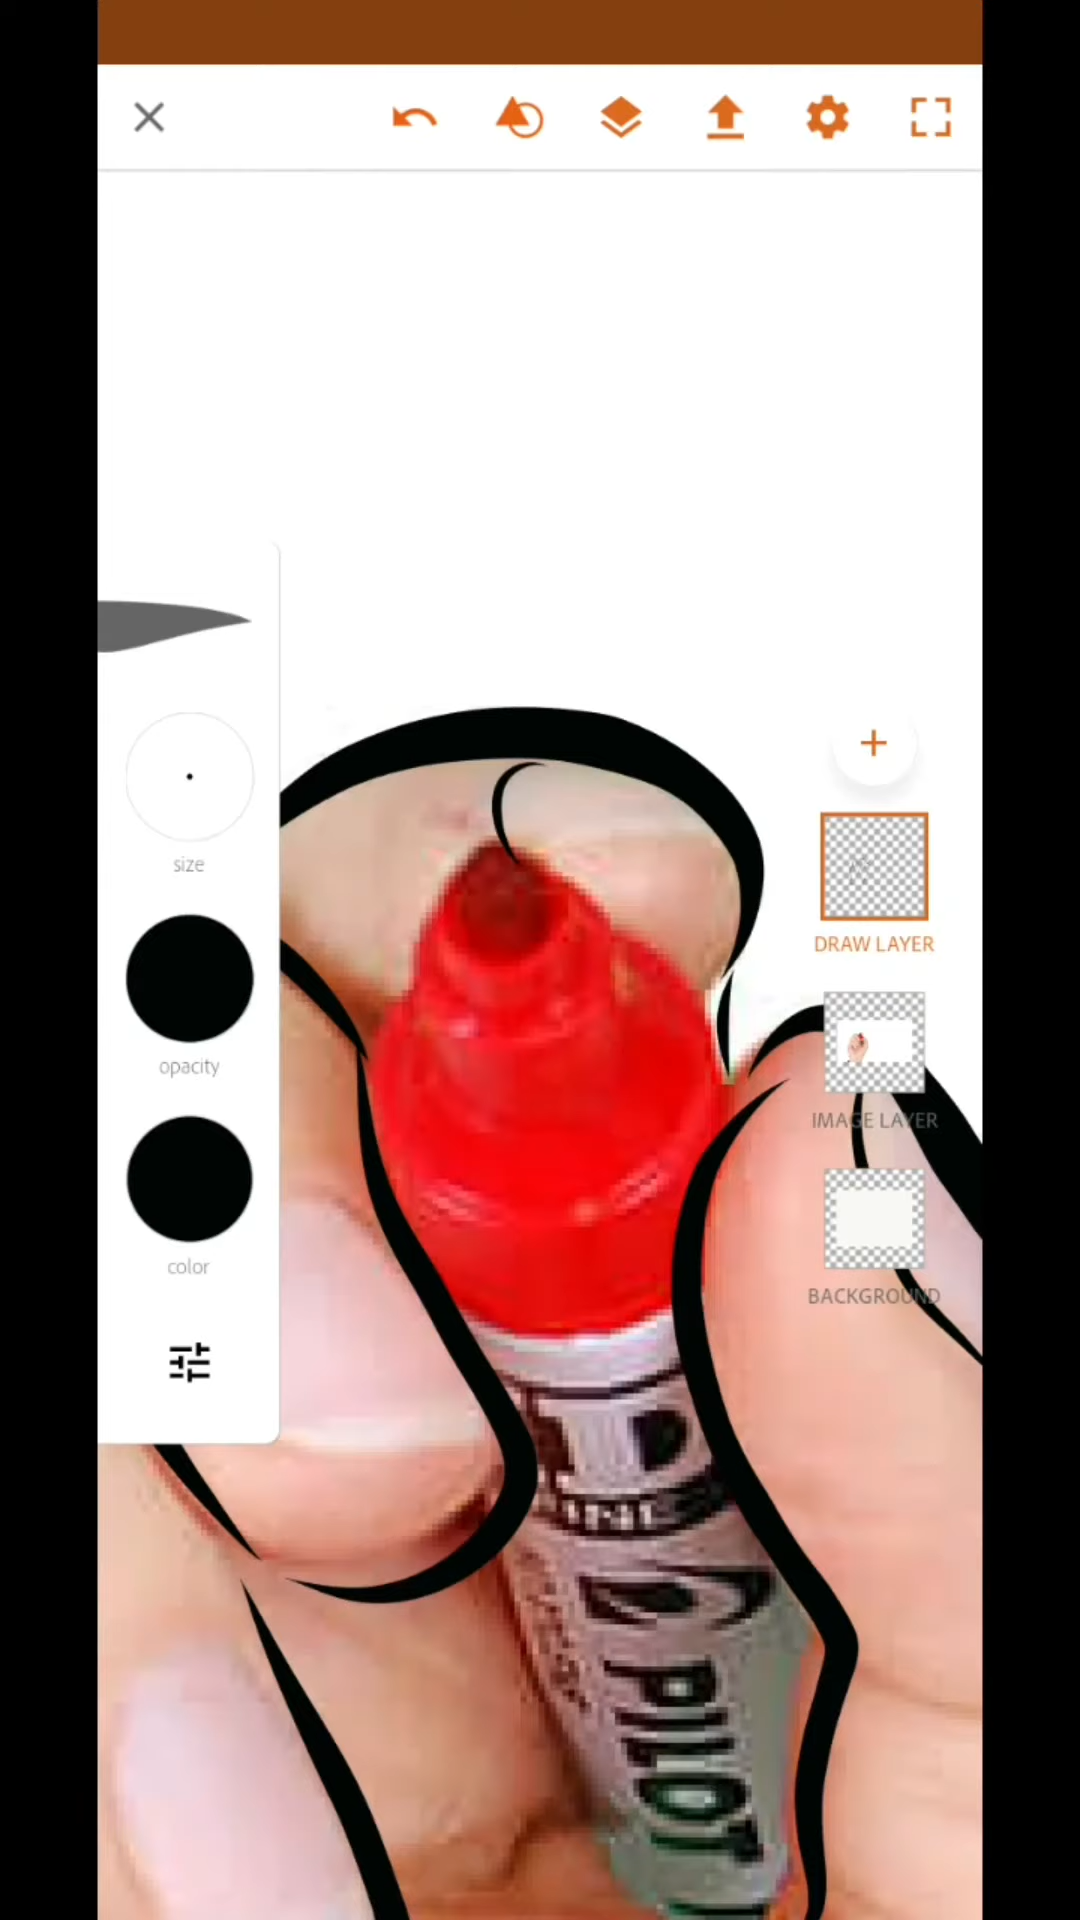 size
DRAW LAYER
opacity
IMAGE LAYER
color
BACKGROUND
PILOT